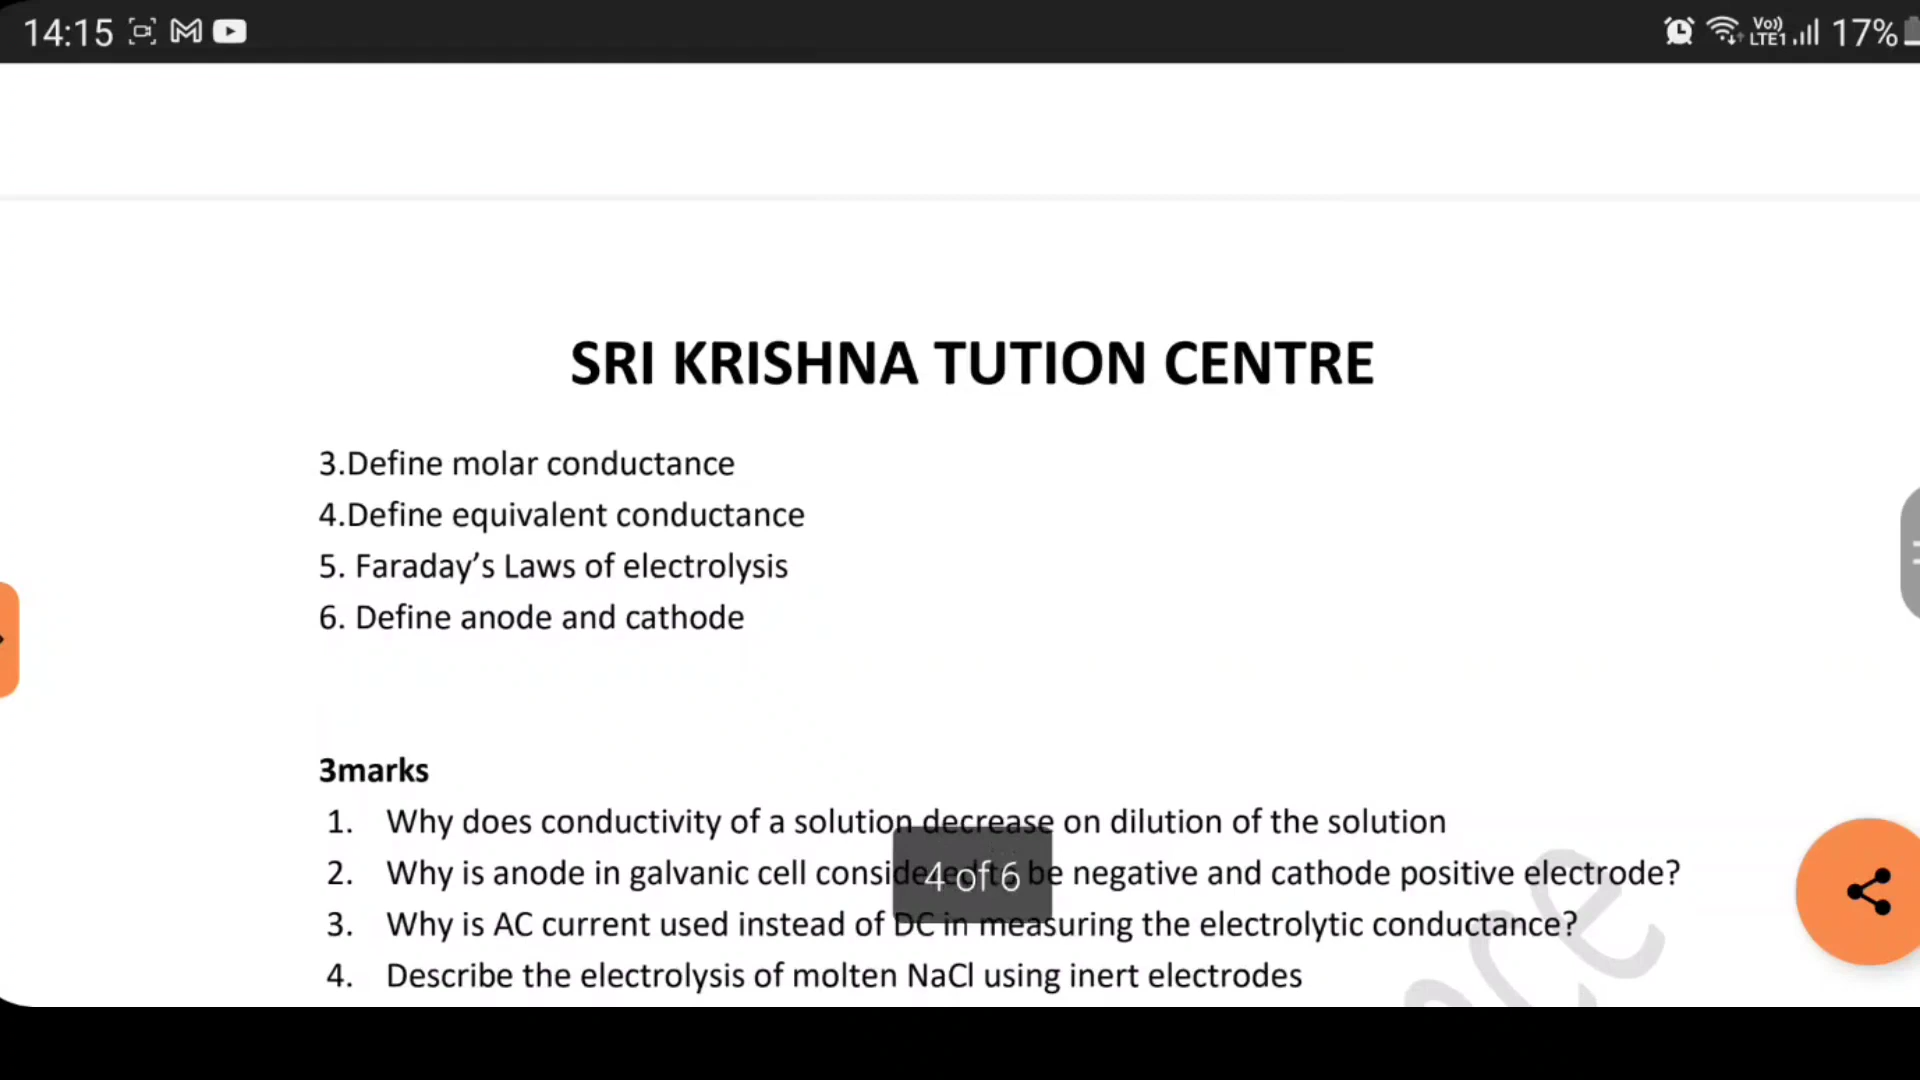 14:15 Vo)) LTE1 17%
SRI KRISHNA TUTION CENTRE
3.Define molar conductance
4.Define equivalent conductance
5. Faraday’s Laws of electrolysis
6. Define anode and cathode
3marks
1. Why does conductivity of a solution decrease on dilution of the solution
2. Why is anode in galvanic cell considered to be negative and cathode positive electrode?
4 of 6
3. Why is AC current used instead of DC in measuring the electrolytic conductance?
4. Describe the electrolysis of molten NaCl using inert electrodes